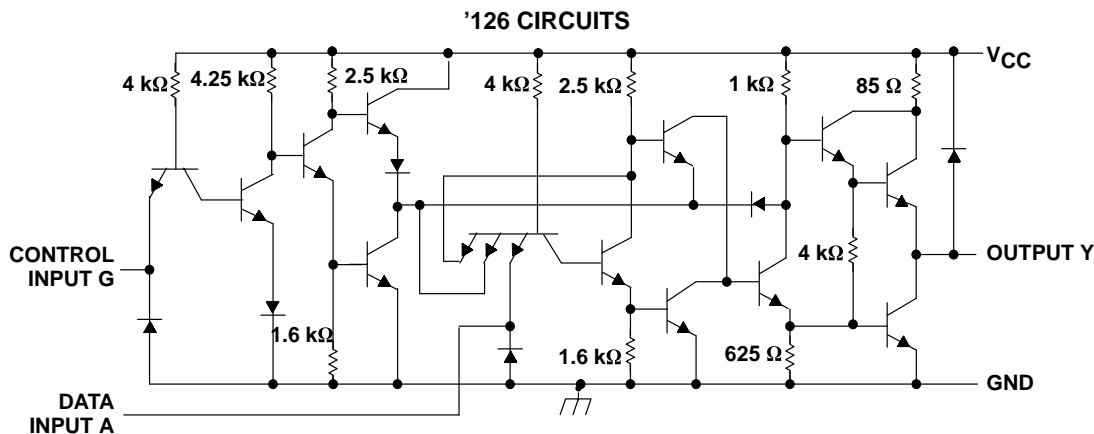 '126 CIRCUITS
VCC
4 kΩ
4.25 kΩ
2.5 kΩ
4 kΩ
2.5 kΩ
1 kΩ
85 Ω
CONTROL
INPUT G
4 kΩ
OUTPUT Y
1.6 kΩ
1.6 kΩ
625 Ω
GND
DATA
INPUT A